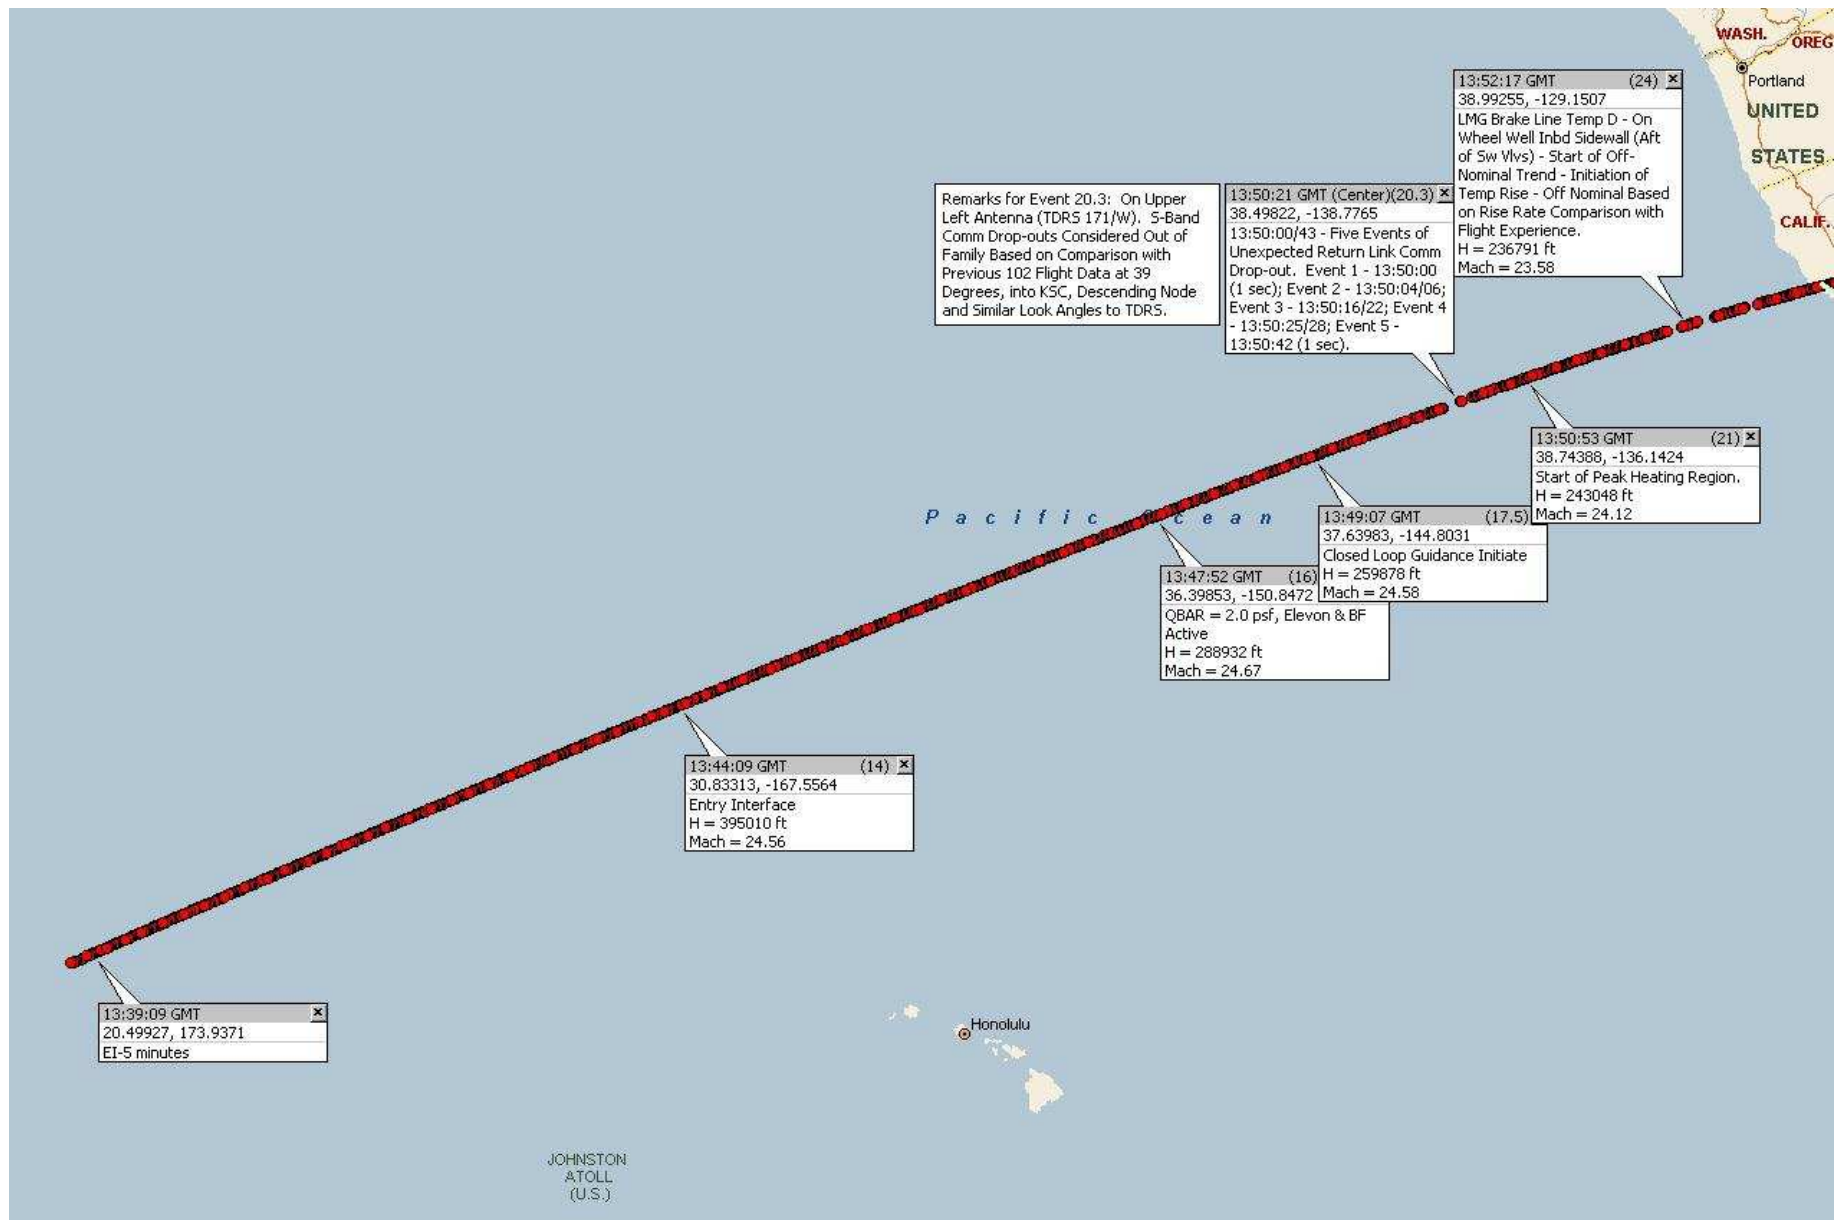 WASH.
OREG
Portland
UNITED
STATES
CALIF.
13:52:17 GMT (24)
38.99255, -129.1507
LMG Brake Line Temp D - On
Wheel Well Inbd Sidewall (Aft
of Sw Vlvs) - Start of Off-
Nominal Trend - Initiation of
Temp Rise - Off Nominal Based
on Rise Rate Comparison with
Flight Experience.
H = 236791 ft
Mach = 23.58
Remarks for Event 20.3: On Upper
Left Antenna (TDRS 171/W). S-Band
Comm Drop-outs Considered Out of
Family Based on Comparison with
Previous 102 Flight Data at 39
Degrees, into KSC, Descending Node
and Similar Look Angles to TDRS.
13:50:21 GMT (Center)(20.3)
38.49822, -138.7765
13:50:00/43 - Five Events of
Unexpected Return Link Comm
Drop-out. Event 1 - 13:50:00
(1 sec); Event 2 - 13:50:04/06;
Event 3 - 13:50:16/22; Event 4
- 13:50:25/28; Event 5 -
13:50:42 (1 sec).
13:50:53 GMT (21)
38.74388, -136.1424
Start of Peak Heating Region.
H = 243048 ft
Mach = 24.12
Pacific Ocean
13:49:07 GMT (17.5)
37.63983, -144.8031
Closed Loop Guidance Initiate
H = 259878 ft
Mach = 24.58
13:47:52 GMT (16)
36.39853, -150.8472
QBAR = 2.0 psf, Elevon & BF
Active
H = 288932 ft
Mach = 24.67
13:44:09 GMT (14)
30.83313, -167.5564
Entry Interface
H = 395010 ft
Mach = 24.56
13:39:09 GMT
20.49927, 173.9371
EI-5 minutes
Honolulu
JOHNSTON
ATOLL
(U.S.)